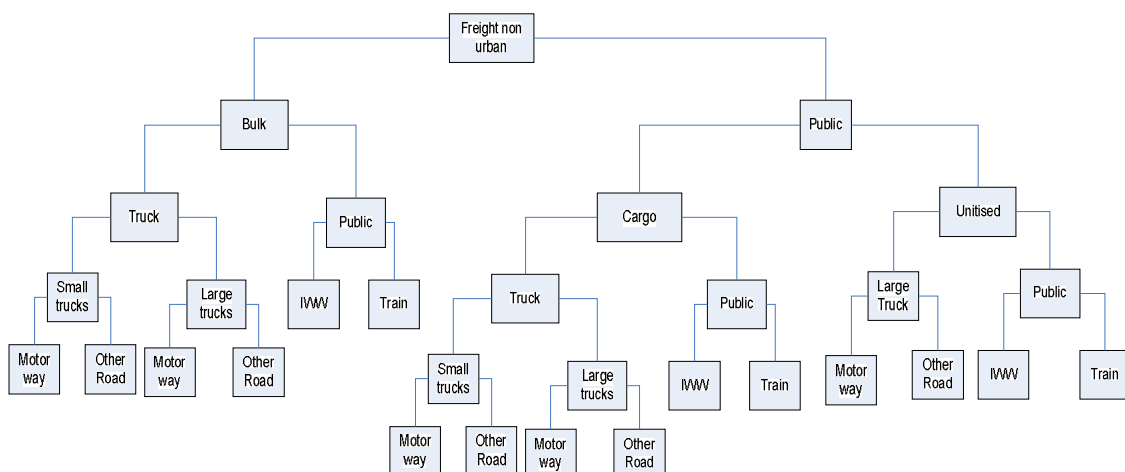 Freight non
urban
Bulk
Public
Truck
Public
Cargo
Unitised
Small
trucks
Large
trucks
IWW
Train
Truck
Public
Large
Truck
Public
Motor
way
Other
Road
Motor
way
Other
Road
Small
trucks
Large
trucks
IWW
Train
Motor
way
Other
Road
IWW
Train
Motor
way
Other
Road
Motor
way
Other
Road